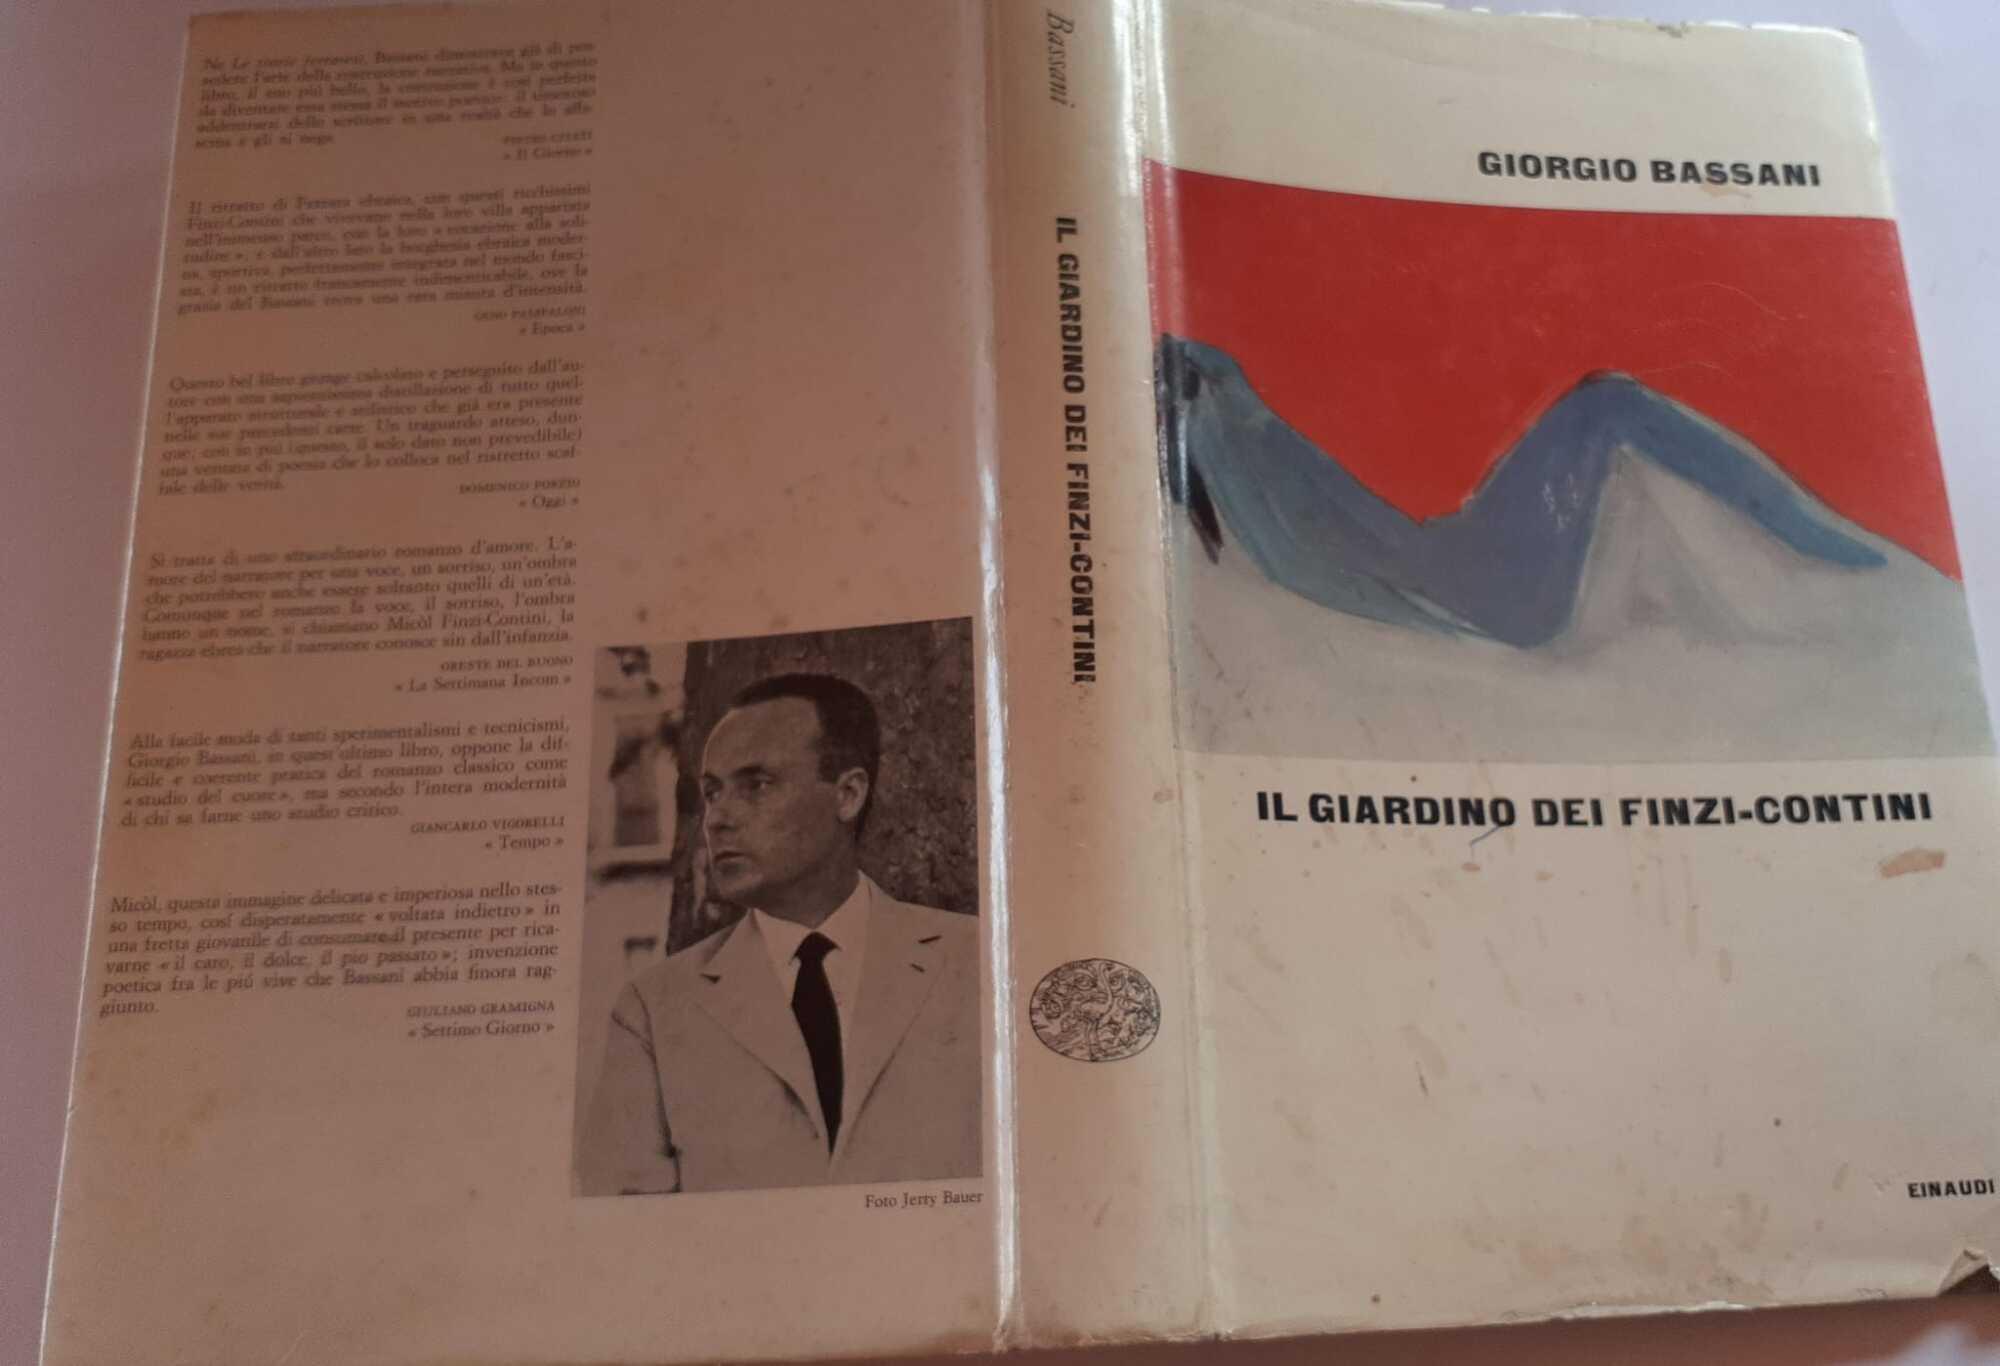 Ne Le storie ferraresi, Bassani dimostrava già di pos-
sedere l'arte della costruzione narrativa. Ma in questo
libro, il suo più bello, la costruzione è così perfetta
da diventare essa stessa il motivo poetico: il timoroso
addentrarsi dello scrittore in una realtà che lo affa-
scina e gli si nega.
PIETRO CITATI
« Il Giorno »
Il ritratto di Ferrara ebraica, con questi ricchissimi
Finzi-Contini che vivevano nella loro villa appartata
nell'immenso parco, con la loro « vocazione alla soli-
tudine », e dall'altro lato la borghesia ebraica moder-
na, sportiva, perfettamente integrata nel mondo fasci-
sta, è un ritratto francamente indimenticabile, ove la
grazia del Bassani trova una rara misura d'intensità.
GENO PAMPALONI
« Epoca »
Questo bel libro giunge calcolato e perseguito dall'au-
tore con una sapientissima distillazione di tutto quel-
l'apparato strutturale e stilistico che già era presente
nelle sue precedenti carte. Un traguardo atteso, dun-
que; con in più (questo, il solo dato non prevedibile)
una ventata di poesia che lo colloca nel ristretto scaf-
fale delle verità.
DOMENICO PORZIO
« Oggi »
Si tratta di uno straordinario romanzo d'amore. L'a-
more del narratore per una voce, un sorriso, un'ombra
che potrebbero anche essere soltanto quelli di un'età.
Comunque nel romanzo la voce, il sorriso, l'ombra
hanno un nome, si chiamano Micòl Finzi-Contini, la
ragazza ebrea che il narratore conosce sin dall'infanzia.
ORESTE DEL BUONO
« La Settimana Incom »
Alla facile moda di tanti sperimentalismi e tecnicismi,
Giorgio Bassani, in quest'ultimo libro, oppone la dif-
ficile e coerente pratica del romanzo classico come
« studio del cuore », ma secondo l'intera modernità
di chi sa farne uno studio critico.
GIANCARLO VIGORELLI
« Tempo »
Micòl, questa immagine delicata e imperiosa nello stes-
so tempo, cosí disperatamente « voltata indietro » in
una fretta giovanile di consumare il presente per rica-
varne « il caro, il dolce, il pio passato »; invenzione
poetica fra le piú vive che Bassani abbia finora rag-
giunto.
GIULIANO GRAMIGNA
« Settimo Giorno »
Foto Jerry Bauer
Bassani
IL GIARDINO DEI FINZI-CONTINI
GIORGIO BASSANI
IL GIARDINO DEI FINZI-CONTINI
EINAUDI